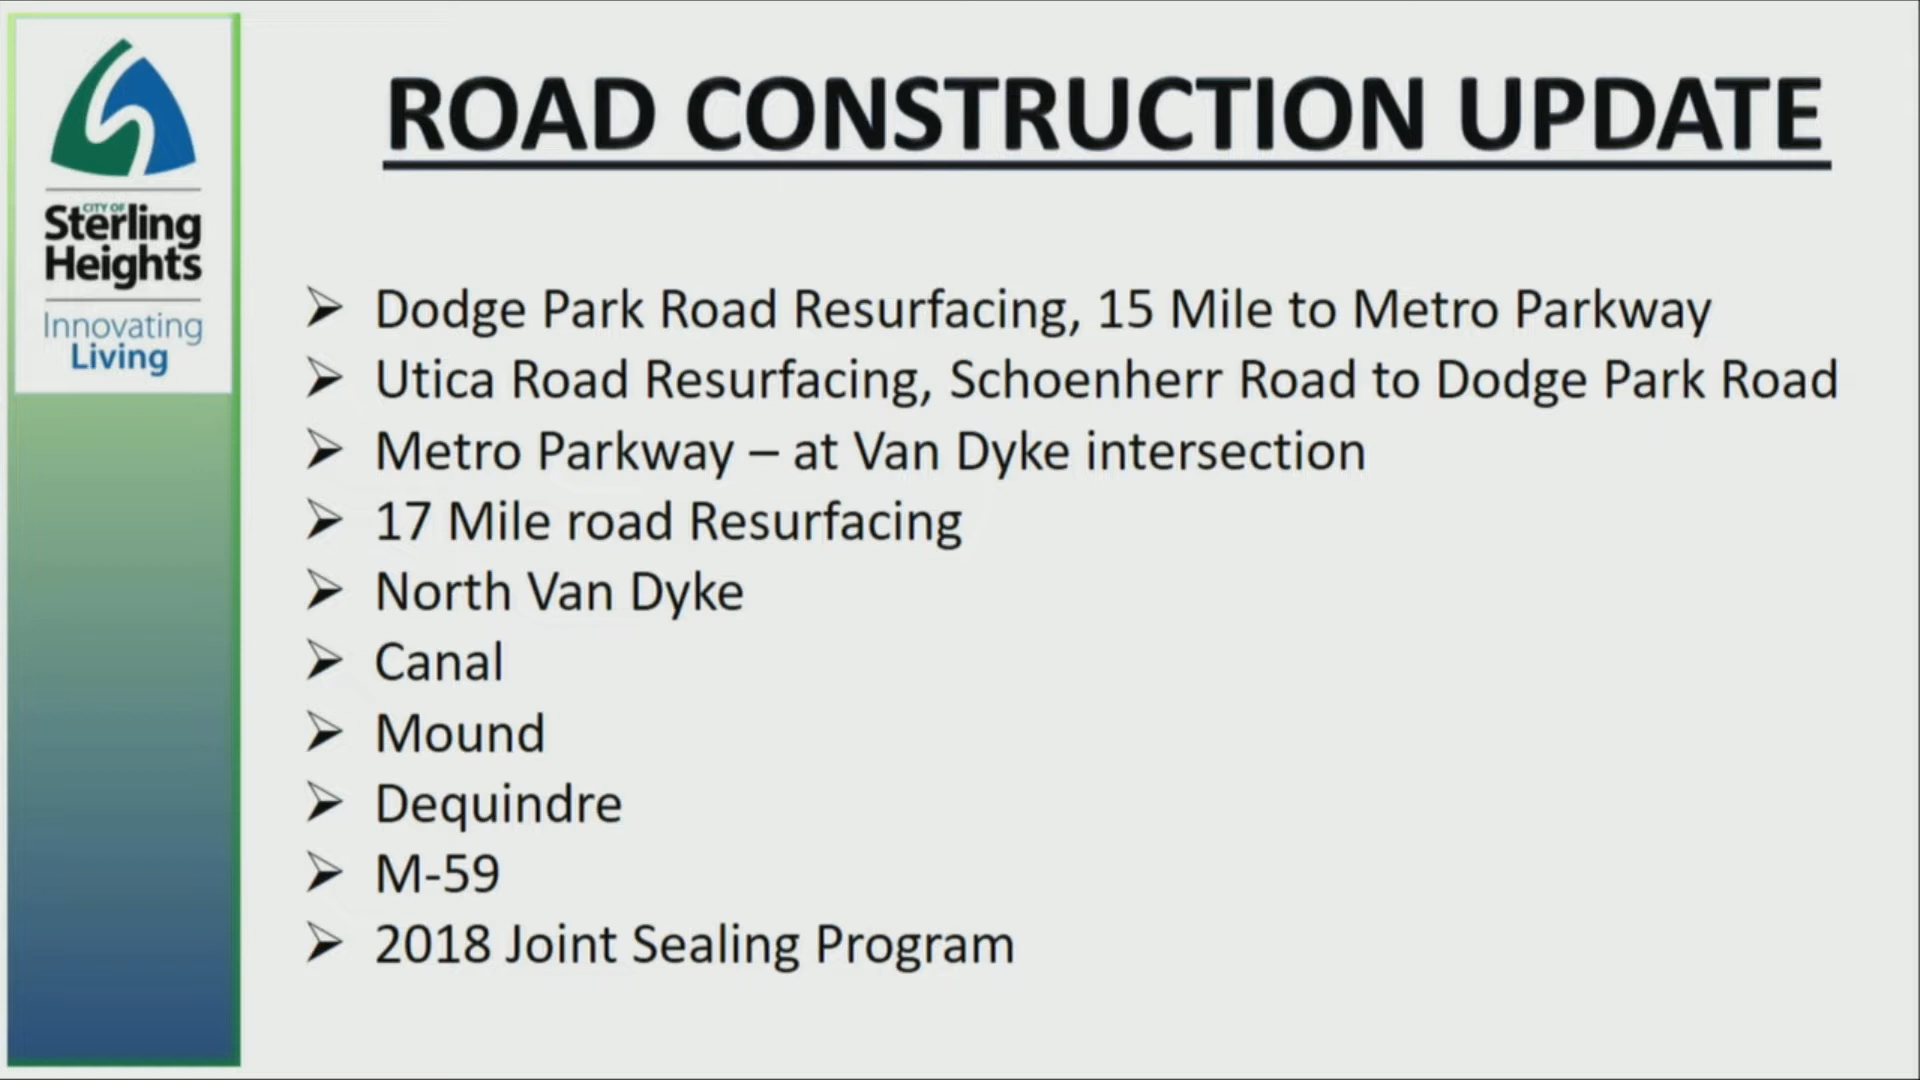 CITY OF
Sterling
Heights
Innovating
Living
ROAD CONSTRUCTION UPDATE
➢ Dodge Park Road Resurfacing, 15 Mile to Metro Parkway
➢ Utica Road Resurfacing, Schoenherr Road to Dodge Park Road
➢ Metro Parkway – at Van Dyke intersection
➢ 17 Mile road Resurfacing
➢ North Van Dyke
➢ Canal
➢ Mound
➢ Dequindre
➢ M-59
➢ 2018 Joint Sealing Program